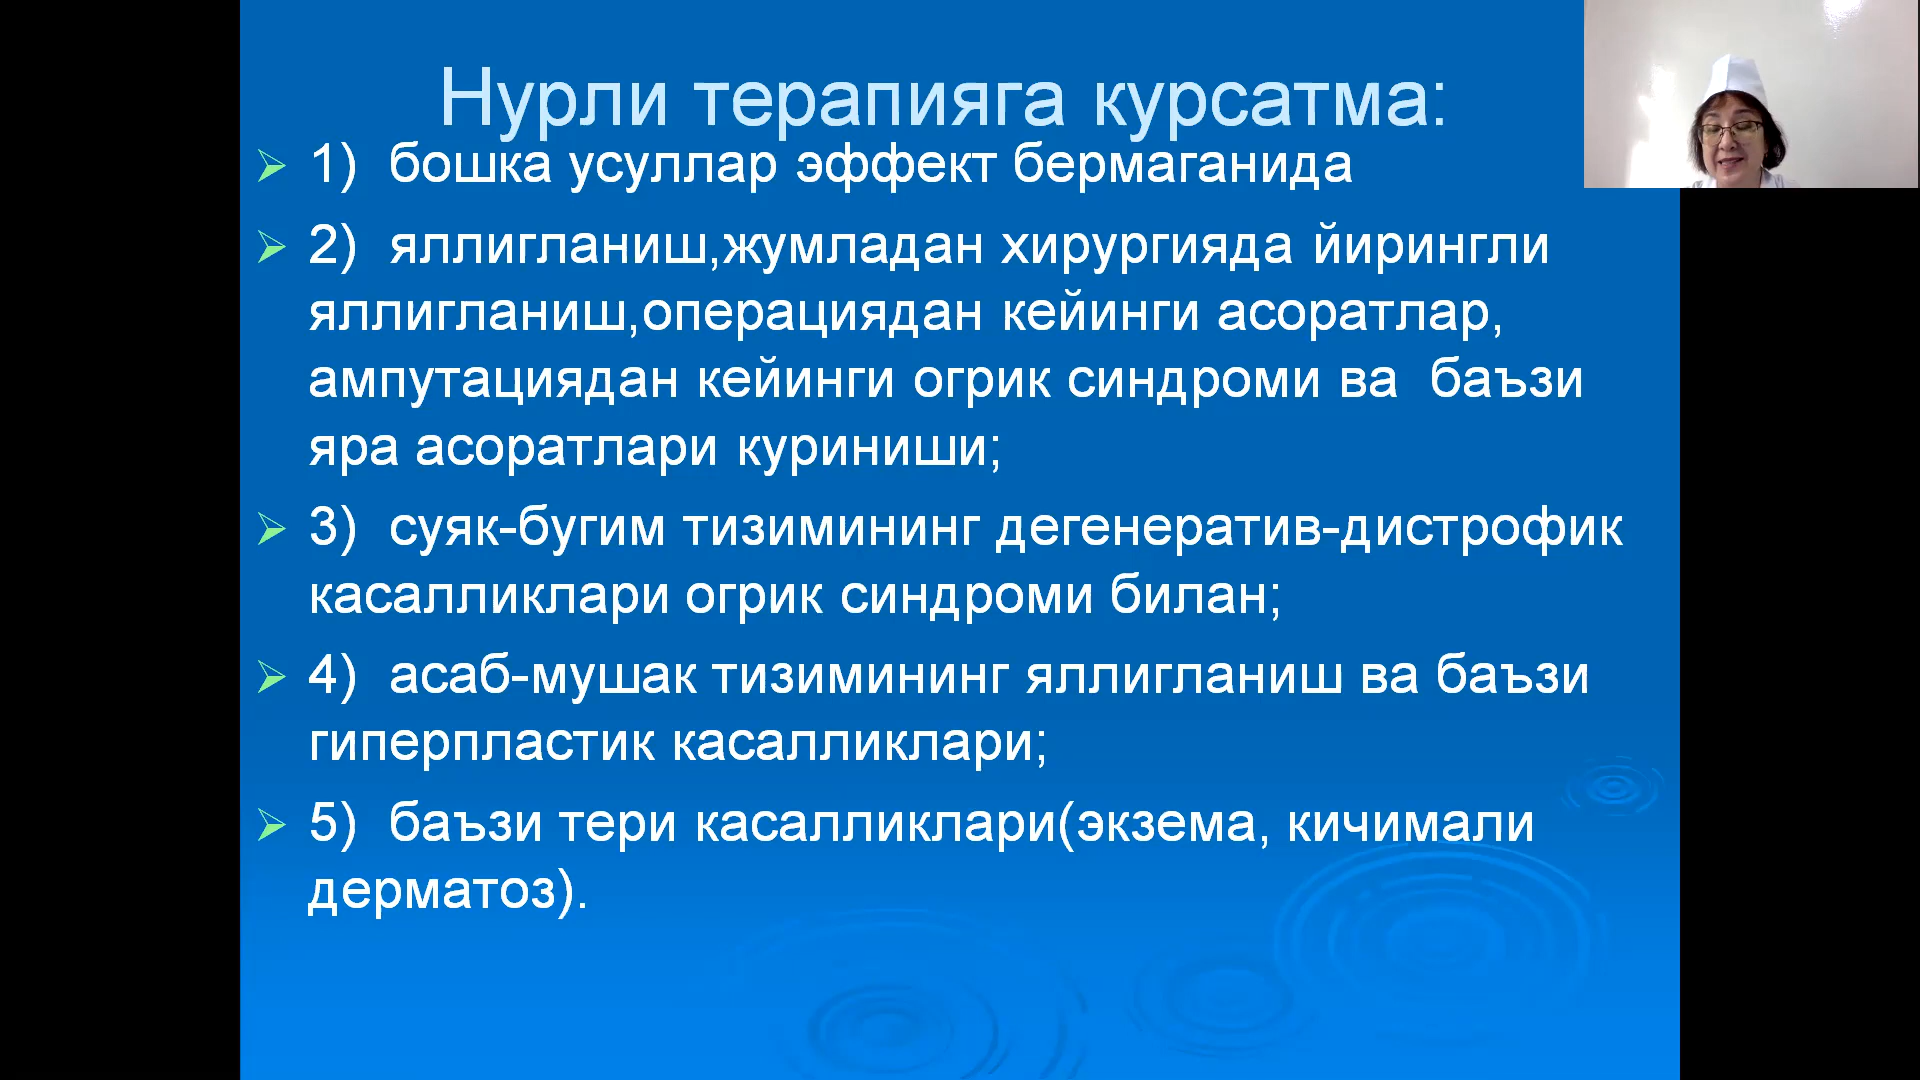 Нурли терапияга курсатма:
1) бошка усуллар эффект бермаганида
2) яллигланиш,жумладан хирургияда йирингли
яллигланиш,операциядан кейинги асоратлар,
ампутациядан кейинги огрик синдроми ва баъзи
яра асоратлари куриниши;
3) суяк-бугим тизимининг дегенератив-дистрофик
касалликлари огрик синдроми билан;
4) асаб-мушак тизимининг яллигланиш ва баъзи
гиперпластик касалликлари;
5) баъзи тери касалликлари(экзема, кичимали
дерматоз).